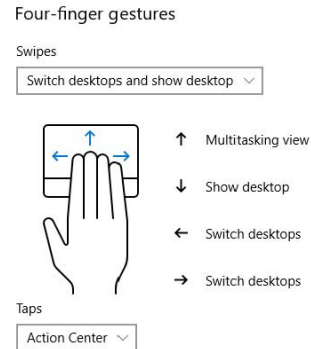 Four-finger gestures
Swipes
Switch desktops and show desktop
↑ Multitasking view
↓ Show desktop
← Switch desktops
→ Switch desktops
Taps
Action Center